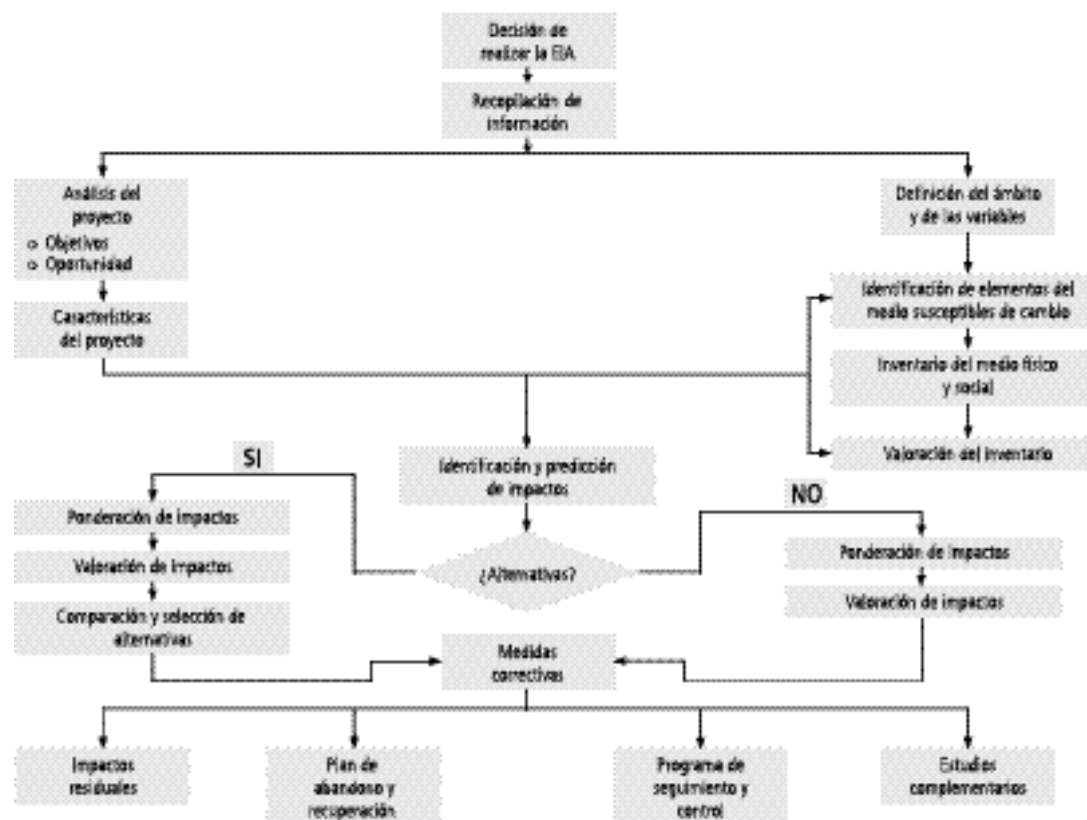 Decisión de
realizar la EIA
Recopilación de
información
Análisis del
proyecto
o Objetivos
o Oportunidad
Características
del proyecto
Definición del ámbito
y de las variables
Identificación de elementos del
medio susceptibles de cambio
Inventario del medio físico
y social
Valoración del inventario
Identificación y predicción
de impactos
¿Alternativas?
SI
Ponderación de impactos
Valoración de impactos
Comparación y selección de
alternativas
NO
Ponderación de impactos
Valoración de impactos
Medidas
correctivas
Impactos
residuales
Plan de
abandono y
recuperación
Programa de
seguimiento y
control
Estudios
complementarios